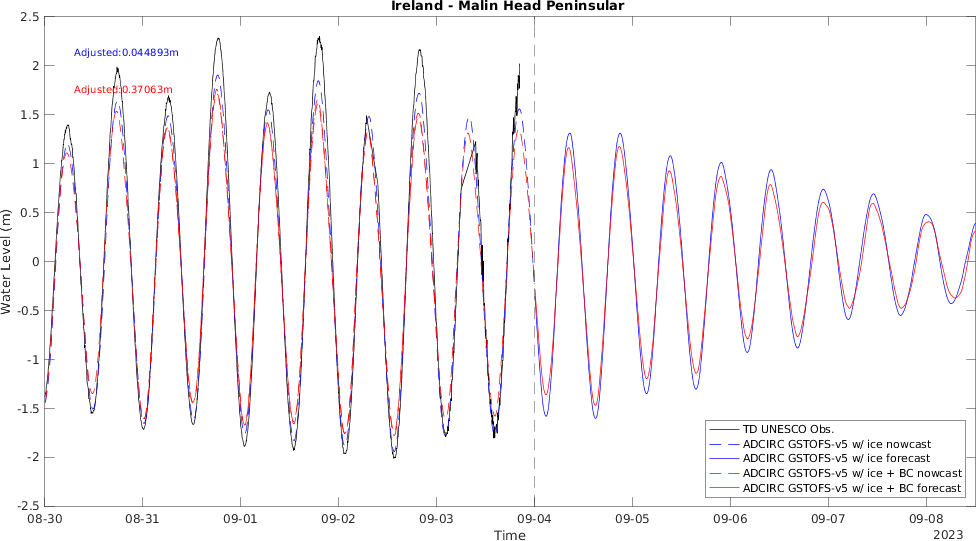 Ireland - Malin Head Peninsular
Adjusted:0.044893m
Adjusted:0.37063m
Water Level (m)
2.5
2
1.5
1
0.5
0
-0.5
-1
-1.5
-2
-2.5
TD UNESCO Obs.
ADCIRC GSTOFS-v5 w/ ice nowcast
ADCIRC GSTOFS-v5 w/ ice forecast
ADCIRC GSTOFS-v5 w/ ice + BC nowcast
ADCIRC GSTOFS-v5 w/ ice + BC forecast
08-30 08-31 09-01 09-02 09-03 09-04 09-05 09-06 09-07 09-08
Time
2023